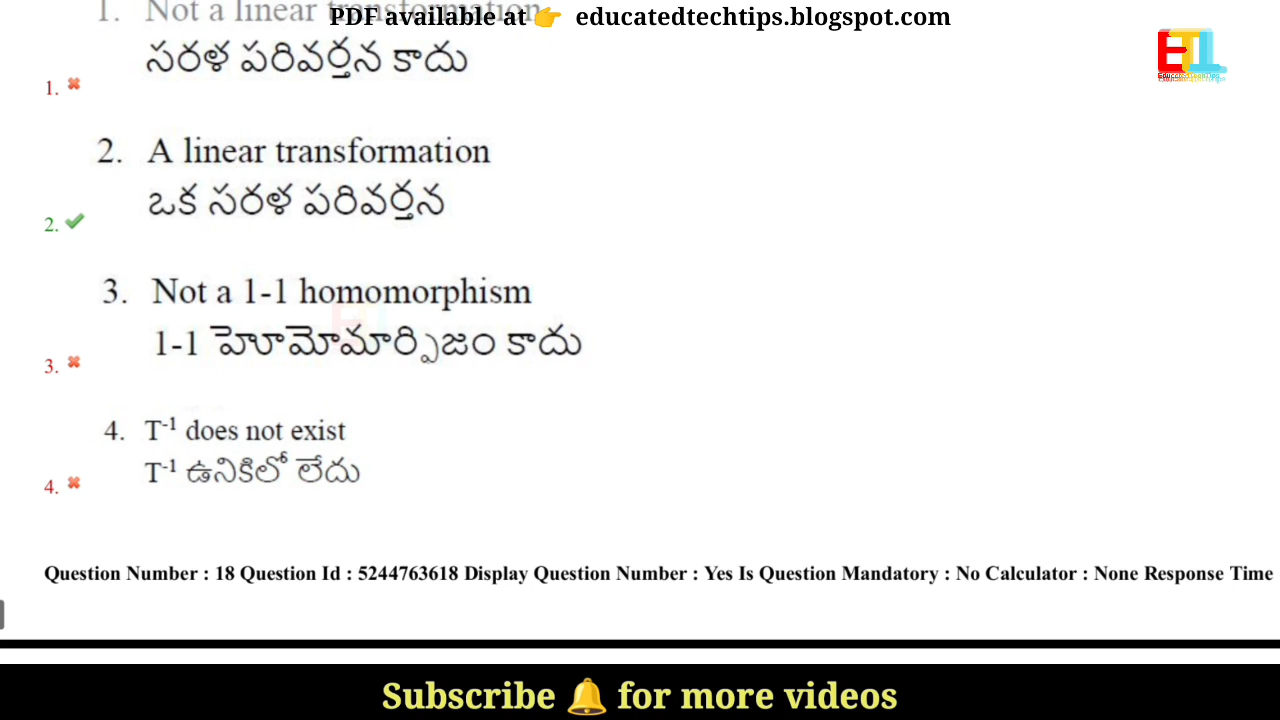 PDF available at 👉 educatedtechtips.blogspot.com
1. Not a linear transformation
సరళ పరివర్తన కాదు
1. ✖
2. A linear transformation
ఒక సరళ పరివర్తన
2. ✔
3. Not a 1-1 homomorphism
1-1 హెూమోమార్ఫిజం కాదు
3. ✖
4. T⁻¹ does not exist
T⁻¹ ఉనికిలో లేదు
4. ✖
Question Number : 18 Question Id : 5244763618 Display Question Number : Yes Is Question Mandatory : No Calculator : None Response Time
Subscribe 🔔 for more videos